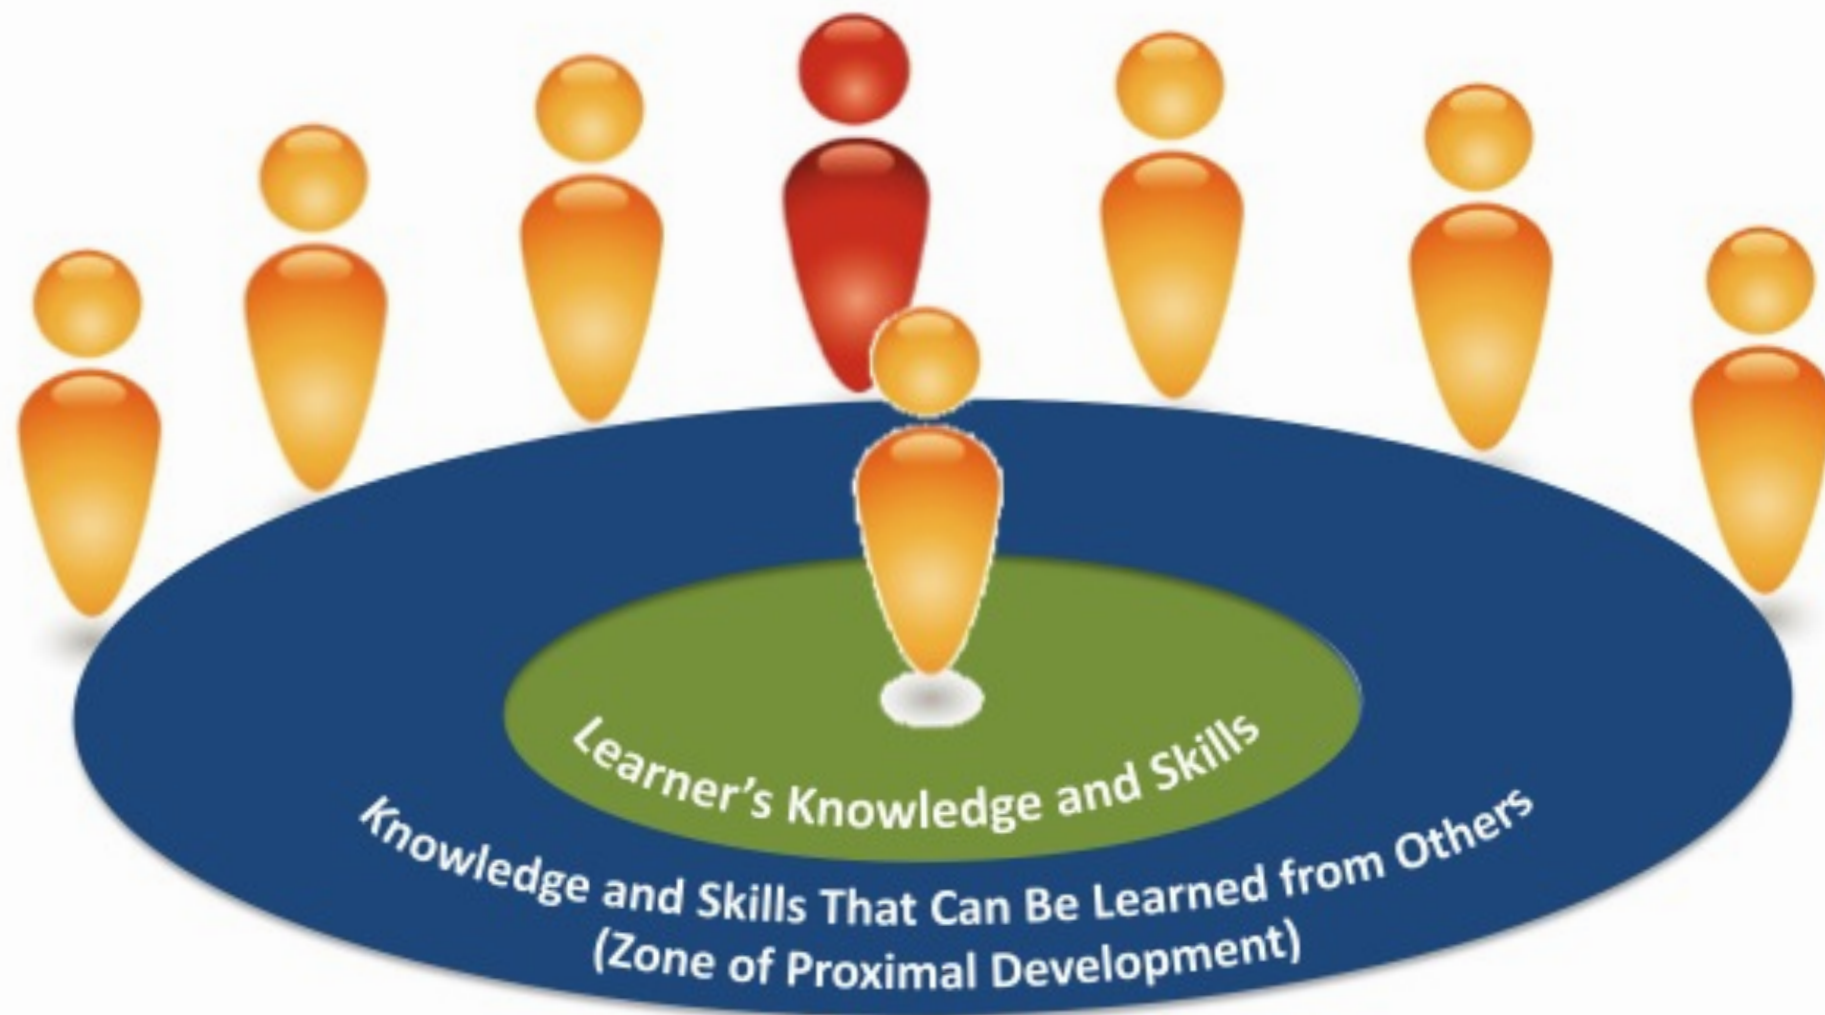 Learner's Knowledge and Skills
Knowledge and Skills That Can Be Learned from Others
(Zone of Proximal Development)